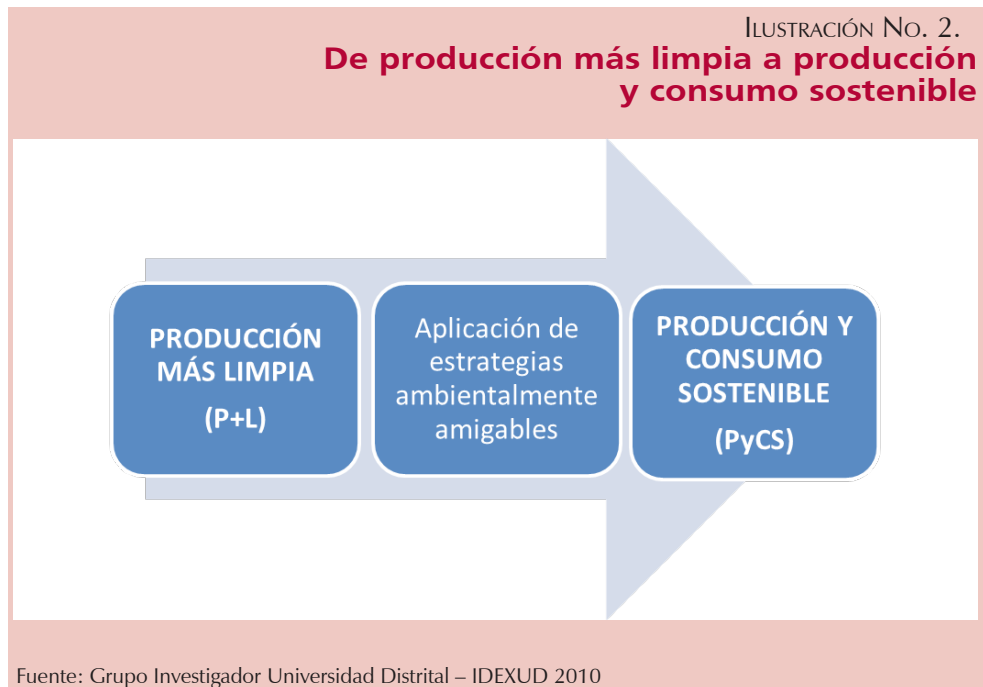 ILUSTRACIÓN NO. 2.
De producción más limpia a producción
y consumo sostenible
PRODUCCIÓN
MÁS LIMPIA
(P+L)
Aplicación de
estrategias
ambientalmente
amigables
PRODUCCIÓN Y
CONSUMO
SOSTENIBLE
(PyCS)
Fuente: Grupo Investigador Universidad Distrital – IDEXUD 2010